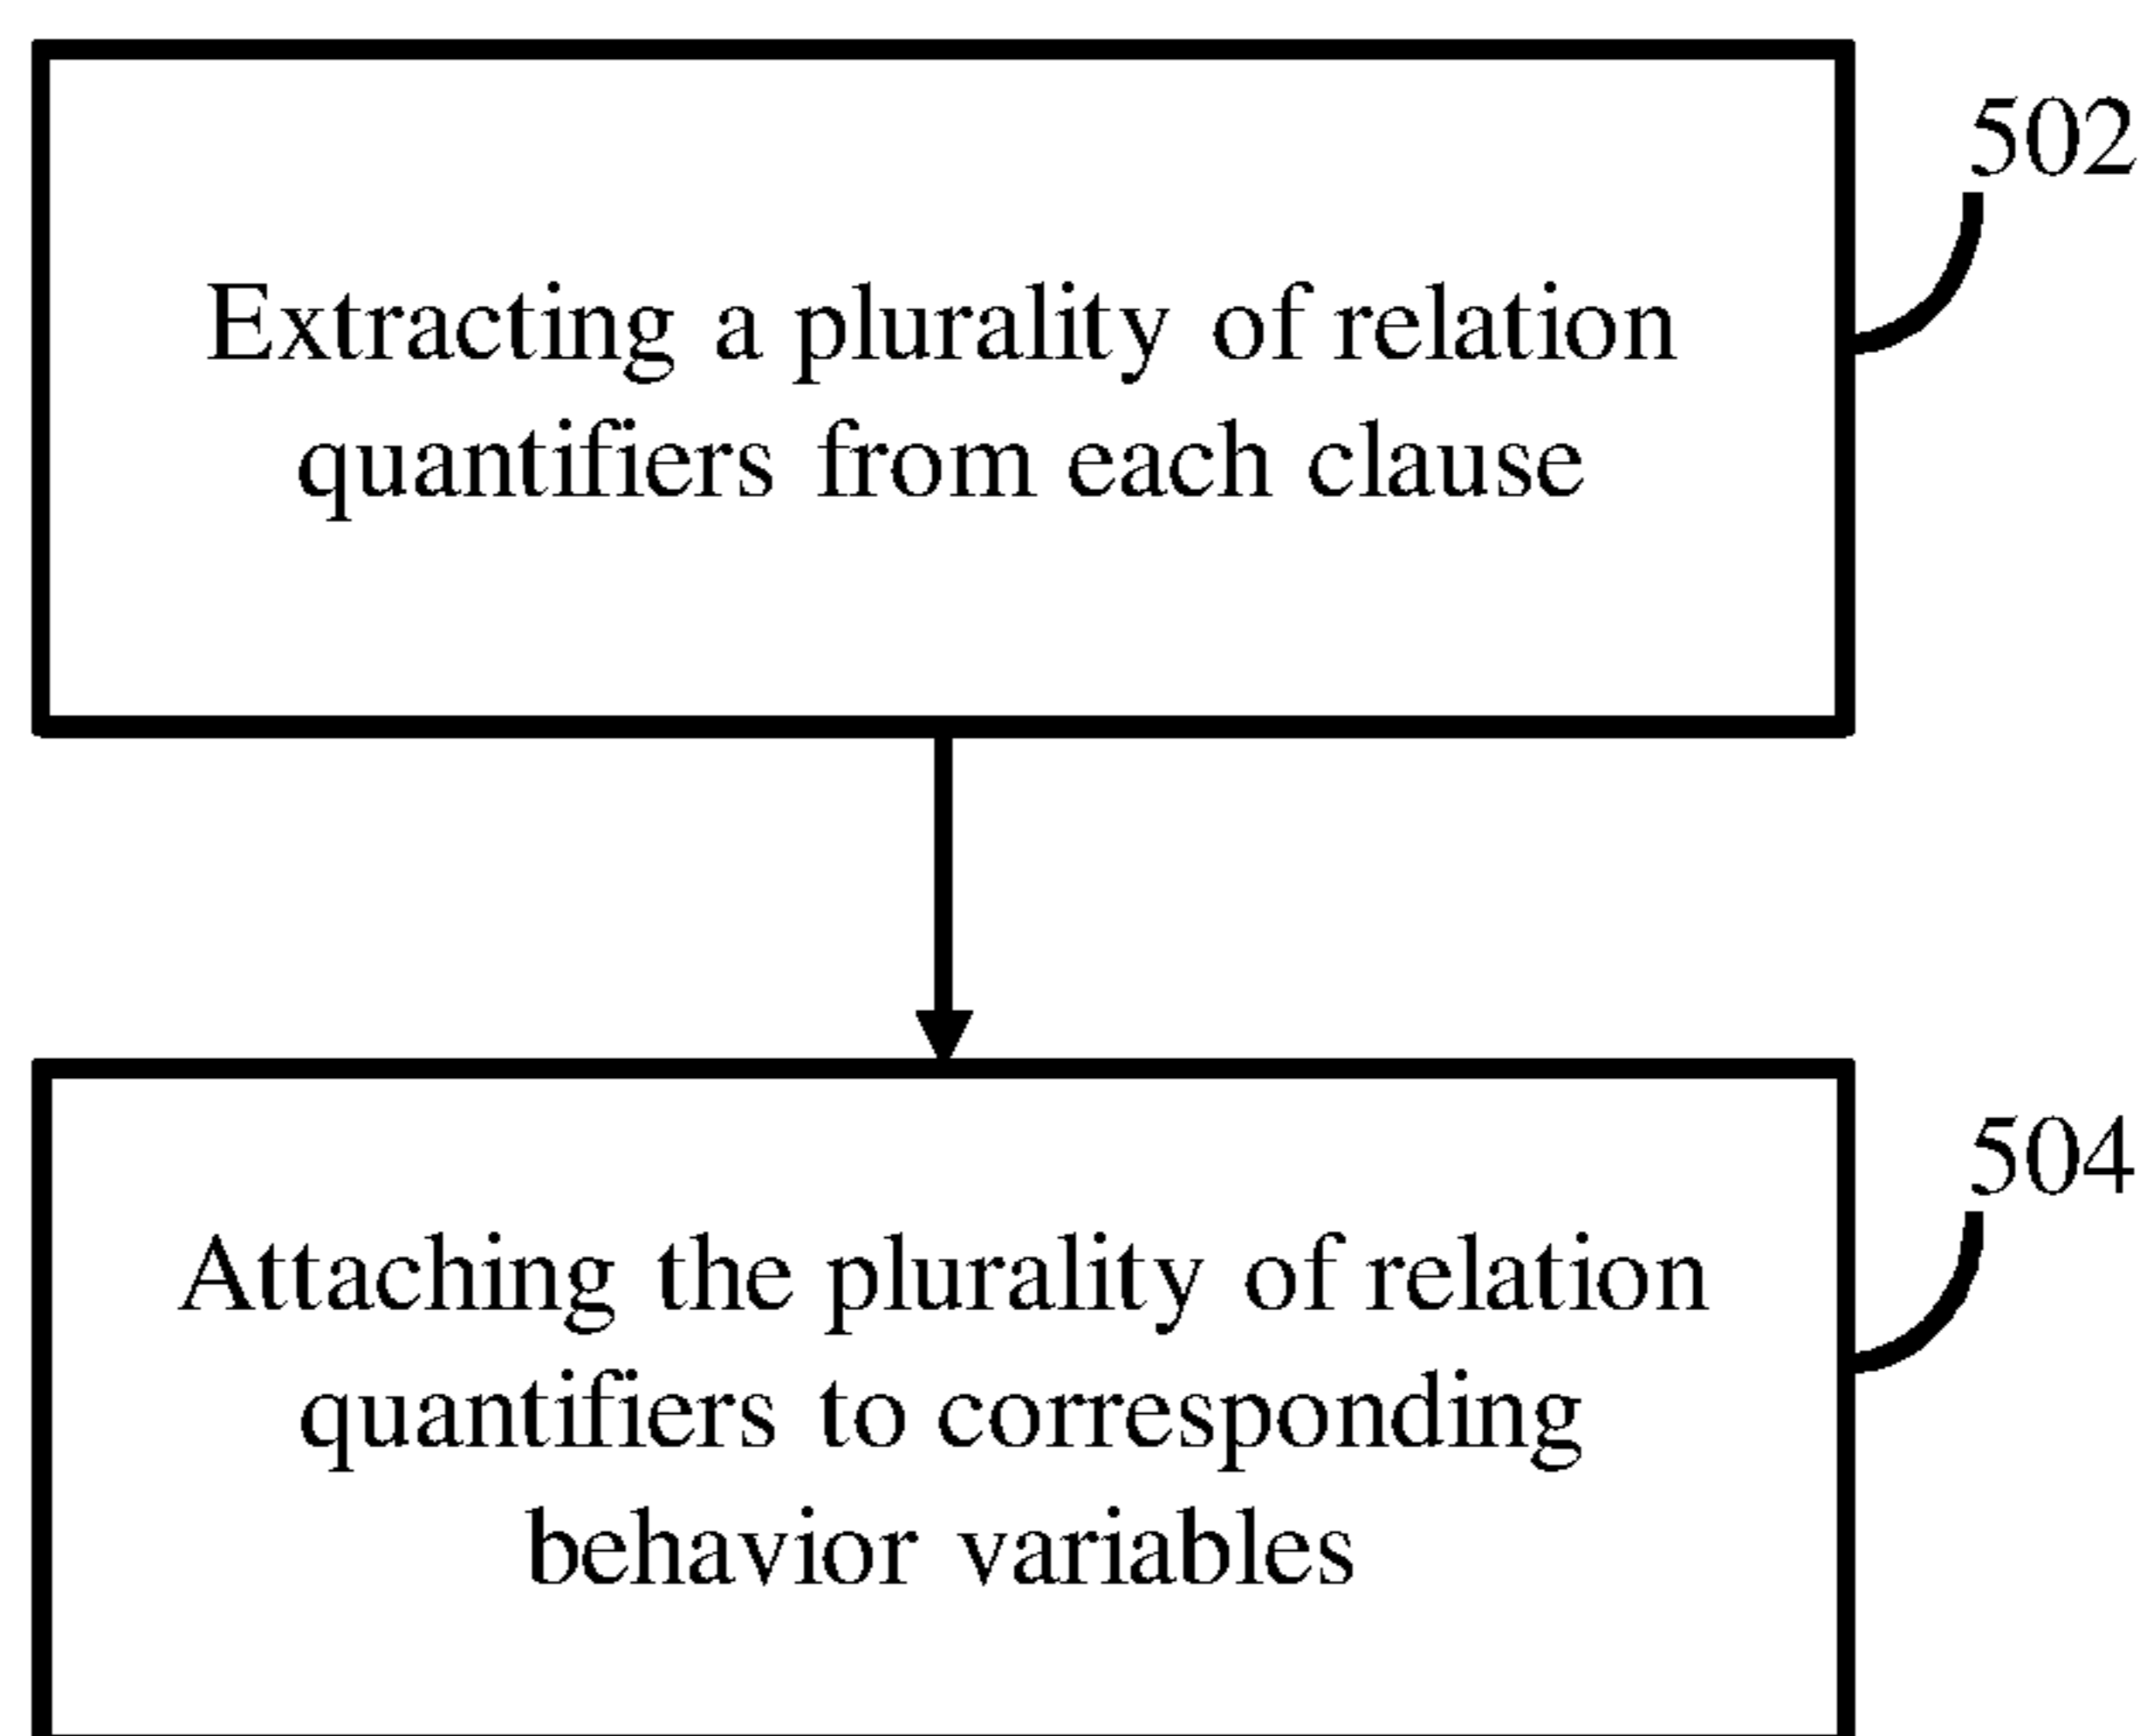 502
Extracting a plurality of relation
quantifiers from each clause
504
Attaching the plurality of relation
quantifiers to corresponding
behavior variables